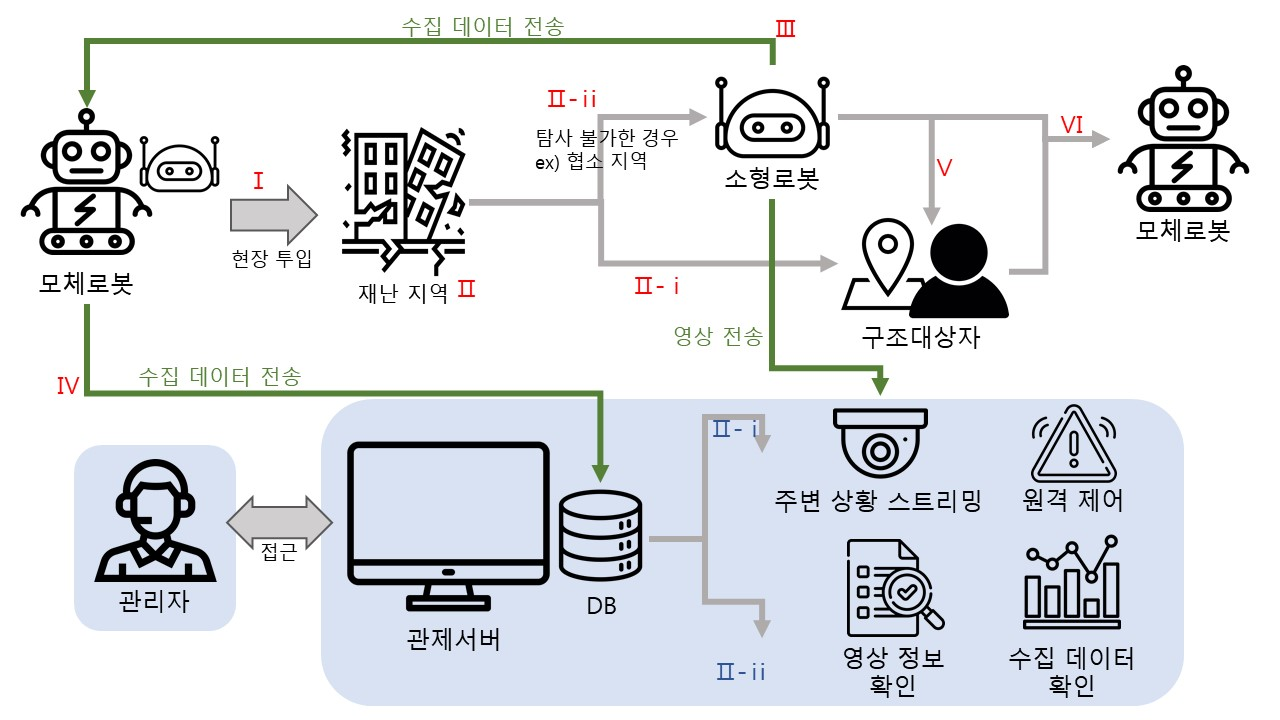 수집 데이터 전송
Ⅲ
Ⅱ-ii
탐사 불가한 경우
ex) 협소 지역
Ⅵ
Ⅰ
Ⅴ
소형로봇
현장 투입
모체로봇
모체로봇
재난 지역 Ⅱ
Ⅱ- i
영상 전송
구조대상자
Ⅳ
수집 데이터 전송
Ⅱ- i
주변 상황 스트리밍
원격 제어
접근
관리자
DB
관제서버
영상 정보
확인
수집 데이터
확인
Ⅱ-ii